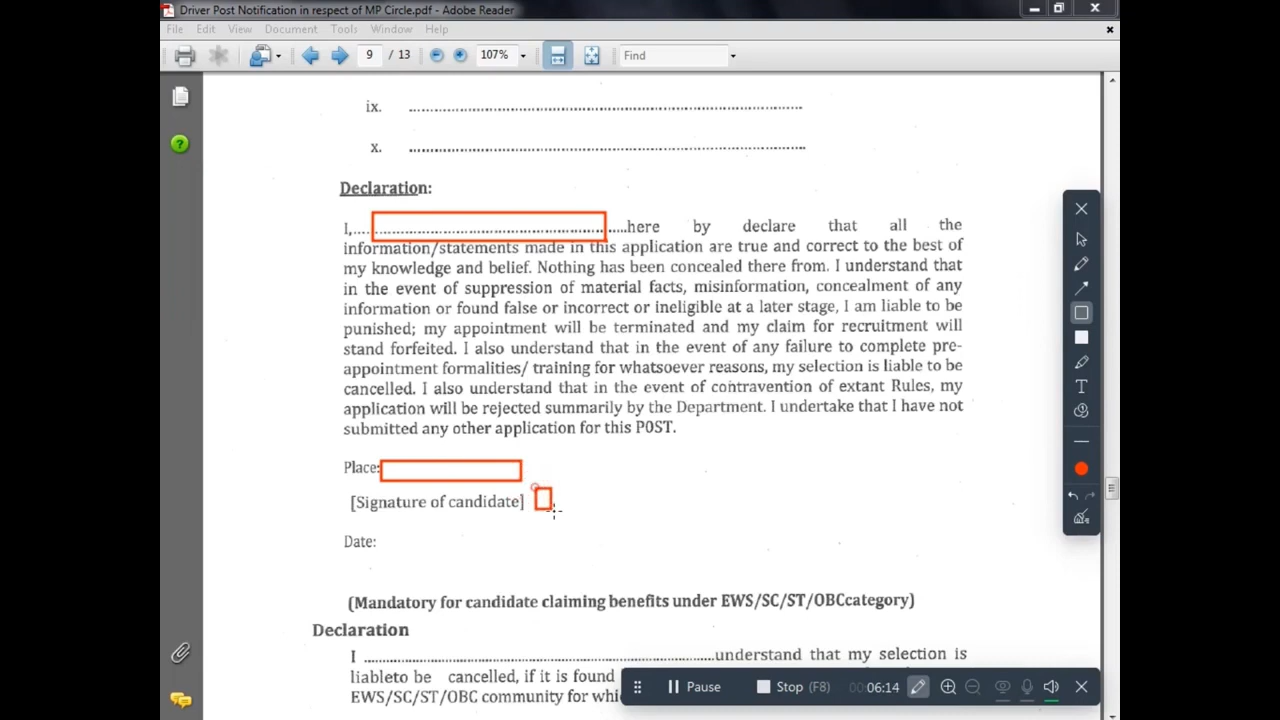 Driver Post Notification in respect of MP Circle.pdf - Adobe Reader
File Edit View Document Tools Window Help
9 / 13 107% Find
ix. ........................................................................
x. ........................................................................
Declaration:
I,.............................................................here by declare that all the
information/statements made in this application are true and correct to the best of
my knowledge and belief. Nothing has been concealed there from. I understand that
in the event of suppression of material facts, misinformation, concealment of any
information or found false or incorrect or ineligible at a later stage, I am liable to be
punished; my appointment will be terminated and my claim for recruitment will
stand forfeited. I also understand that in the event of any failure to complete pre-
appointment formalities/ training for whatsoever reasons, my selection is liable to be
cancelled. I also understand that in the event of contravention of extant Rules, my
application will be rejected summarily by the Department. I undertake that I have not
submitted any other application for this POST.
Place:
[Signature of candidate]
Date:
(Mandatory for candidate claiming benefits under EWS/SC/ST/OBCcategory)
Declaration
I ................................................................understand that my selection is
liableto be cancelled, if it is found
EWS/SC/ST/OBC community for
Pause Stop (F8) 00:06:14